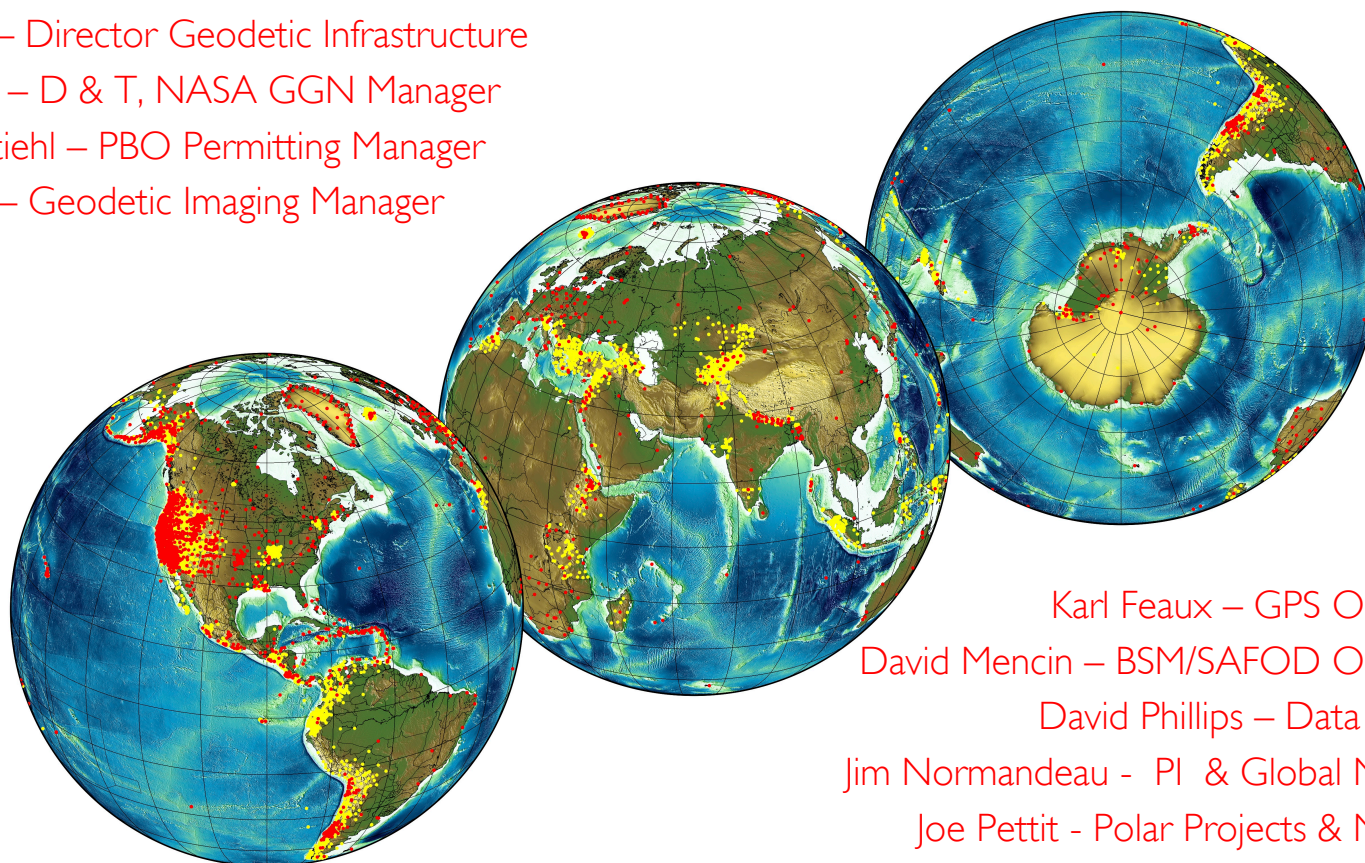 – Director Geodetic Infrastructure
– D & T, NASA GGN Manager
– PBO Permitting Manager
– Geodetic Imaging Manager
Karl Feaux – GPS
David Mencin – BSM/SAFOD
David Phillips – Data
Jim Normandeau - PI & Global
Joe Pettit - Polar Projects &